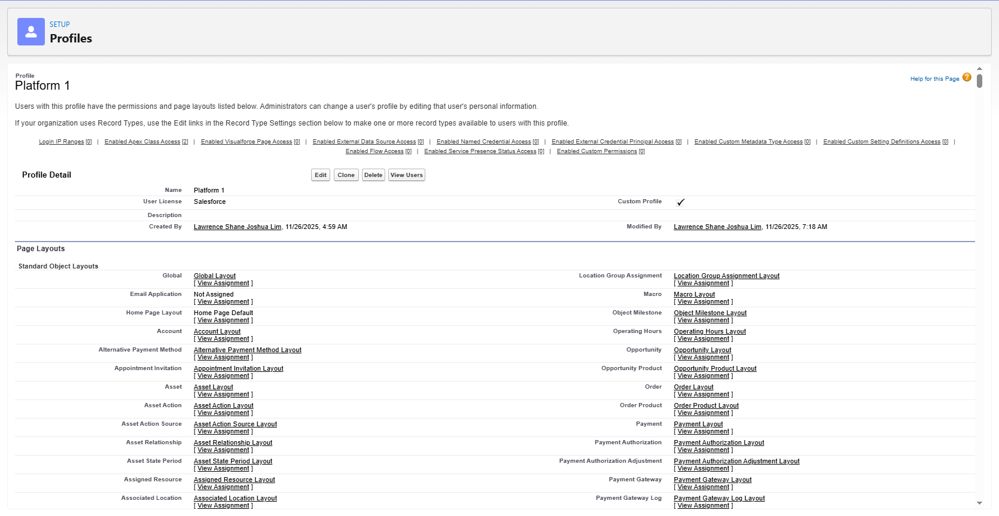 SETUP
Profiles
Profile
Platform 1
Help for this Page ?
Users with this profile have the permissions and page layouts listed below. Administrators can change a user's profile by editing that user's personal information.
If your organization uses Record Types, use the Edit links in the Record Type Settings section below to make one or more record types available to users with this profile.
Login IP Ranges [0] | Enabled Apex Class Access [2] | Enabled Visualforce Page Access [0] | Enabled External Data Source Access [0] | Enabled Named Credential Access [0] | Enabled External Credential Principal Access [0] | Enabled Custom Metadata Type Access [0] | Enabled Custom Setting Definitions Access [0] |
Enabled Flow Access [0] | Enabled Service Presence Status Access [0] | Enabled Custom Permissions [0]
Profile Detail Edit Clone Delete View Users
Name Platform 1
User License Salesforce Custom Profile ✓
Description
Created By Lawrence Shane Joshua Lim, 11/26/2025, 4:59 AM Modified By Lawrence Shane Joshua Lim, 11/26/2025, 7:18 AM
Page Layouts
Standard Object Layouts
Global Global Layout Location Group Assignment Location Group Assignment Layout
[ View Assignment ] [ View Assignment ]
Email Application Not Assigned Macro Macro Layout
[ View Assignment ] [ View Assignment ]
Home Page Layout Home Page Default Object Milestone Object Milestone Layout
[ View Assignment ] [ View Assignment ]
Account Account Layout Operating Hours Operating Hours Layout
[ View Assignment ] [ View Assignment ]
Alternative Payment Method Alternative Payment Method Layout Opportunity Opportunity Layout
[ View Assignment ] [ View Assignment ]
Appointment Invitation Appointment Invitation Layout Opportunity Product Opportunity Product Layout
[ View Assignment ] [ View Assignment ]
Asset Asset Layout Order Order Layout
[ View Assignment ] [ View Assignment ]
Asset Action Asset Action Layout Order Product Order Product Layout
[ View Assignment ] [ View Assignment ]
Asset Action Source Asset Action Source Layout Payment Payment Layout
[ View Assignment ] [ View Assignment ]
Asset Relationship Asset Relationship Layout Payment Authorization Payment Authorization Layout
[ View Assignment ] [ View Assignment ]
Asset State Period Asset State Period Layout Payment Authorization Adjustment Payment Authorization Adjustment Layout
[ View Assignment ] [ View Assignment ]
Assigned Resource Assigned Resource Layout Payment Gateway Payment Gateway Layout
[ View Assignment ] [ View Assignment ]
Associated Location Associated Location Layout Payment Gateway Log Payment Gateway Log Layout
[ View Assignment ] [ View Assignment ]